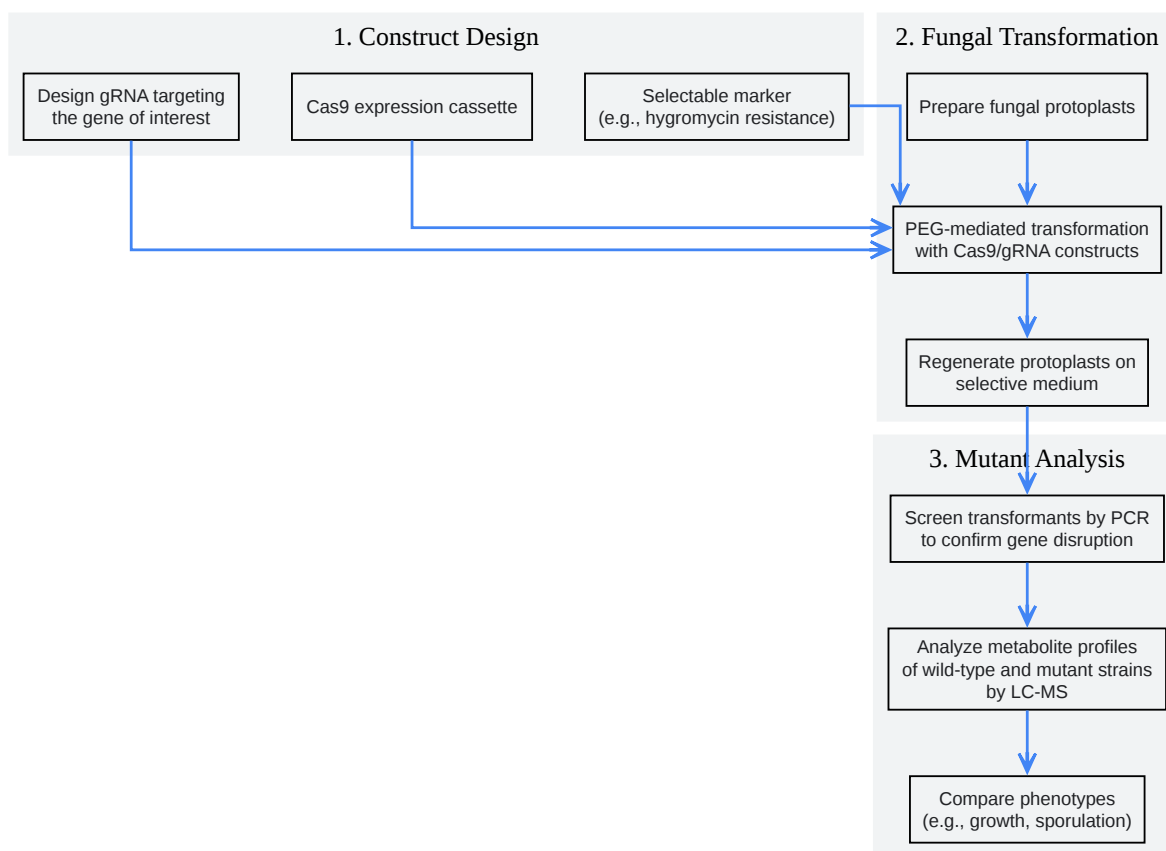 1. Construct Design
Design gRNA targeting
the gene of interest
Cas9 expression cassette
Selectable marker
(e.g., hygromycin resistance)
2. Fungal Transformation
Prepare fungal protoplasts
PEG-mediated transformation
with Cas9/gRNA constructs
Regenerate protoplasts on
selective medium
3. Mutant Analysis
Screen transformants by PCR
to confirm gene disruption
Analyze metabolite profiles
of wild-type and mutant strains
by LC-MS
Compare phenotypes
(e.g., growth, sporulation)